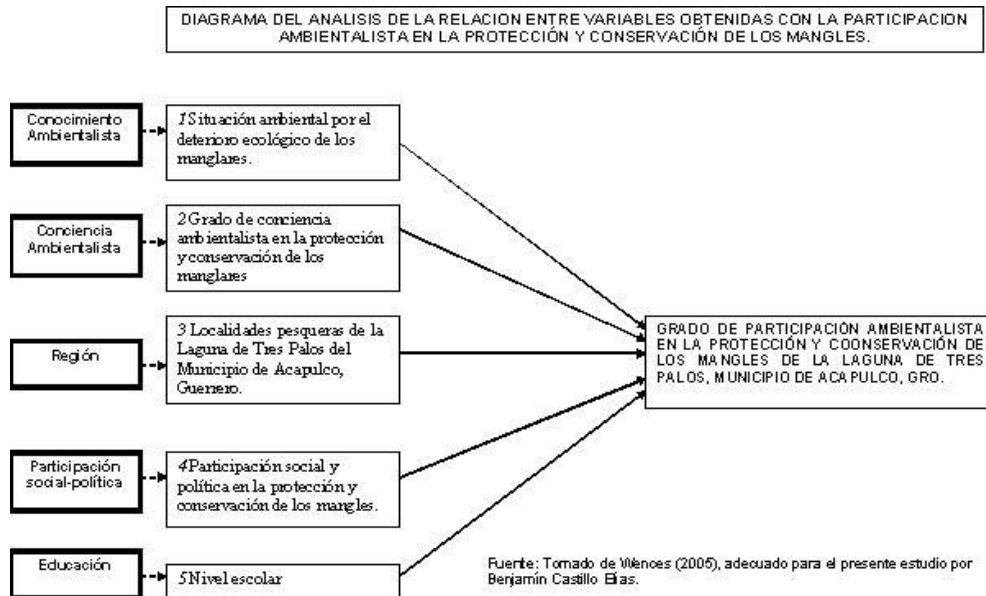 DIAGRAMA DEL ANALISIS DE LA RELACION ENTRE VARIABLES OBTENIDAS CON LA PARTICIPACION
AMBIENTALISTA EN LA PROTECCIÓN Y CONSERVACIÓN DE LOS MANGLES.
Conocimiento
Ambientalista
1 Situación ambiental por el
deterioro ecológico de los
manglares.
Conciencia
Ambientalista
2 Grado de conciencia
ambientalista en la protección
y conservación de los
manglares
Región
3 Localidades pesqueras de la
Laguna de Tres Palos del
Municipio de Acapulco,
Guerrero.
Participación
social-política
4 Participación social y
política en la protección y
conservación de los mangles.
Educación
5 Nivel escolar
GRADO DE PARTICIPACIÓN AMBIENTALISTA
EN LA PROTECCIÓN Y COONSERVACIÓN DE
LOS MANGLES DE LA LAGUNA DE TRES
PALOS, MUNICIPIO DE ACAPULCO, GRO.
Fuente: Tomado de Wences (2005), adecuado para el presente estudio por
Benjamín Castillo Elías.